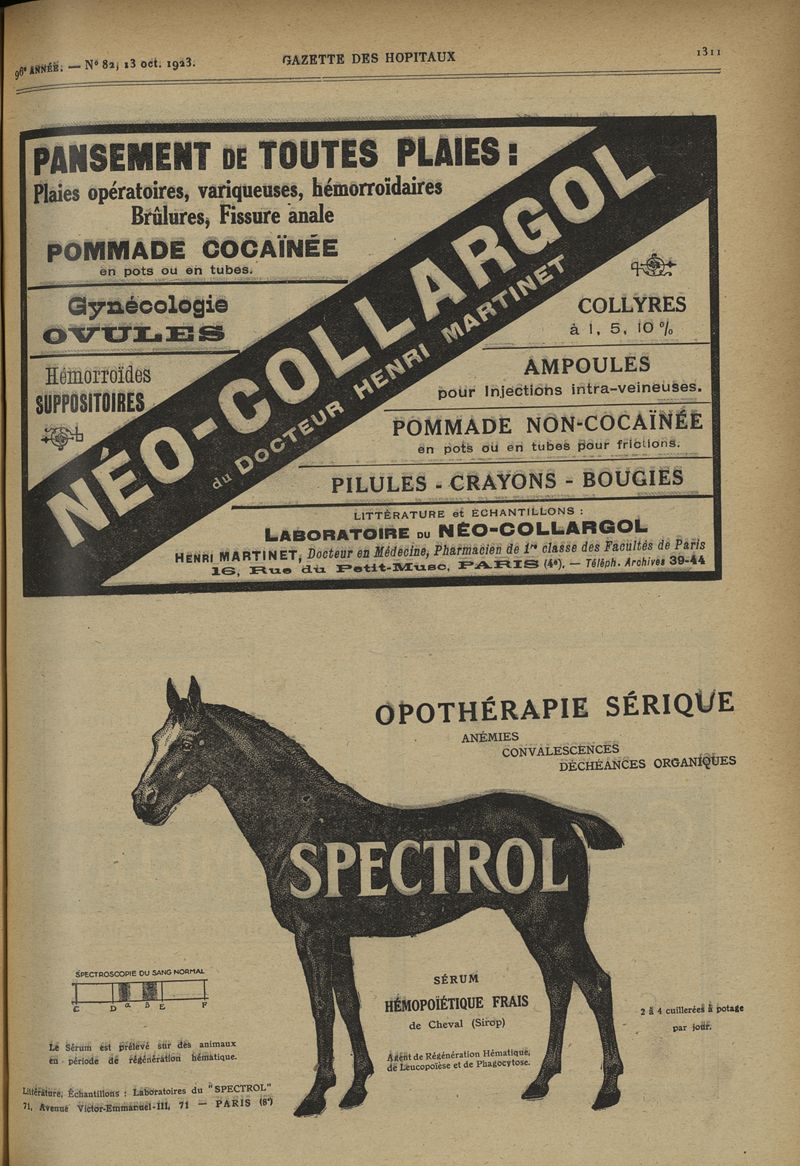 96e ANNÉE. — No 82, 13 oct. 1923.
GAZETTE DES HOPITAUX
1311
PANSEMENT DE TOUTES PLAIES :
Plaies opératoires, variqueuses, hémorroïdaires
Brûlures, Fissure anale
POMMADE COCAÏNÉE
en pots ou en tubes.
Gynécologie
OVULES
Hémorroïdes
SUPPOSITOIRES
NÉO-COLLARGOL
du DOCTEUR HENRI MARTINET
COLLYRES
à 1, 5, 10 %
AMPOULES
pour Injections intra-veineuses.
POMMADE NON-COCAÏNÉE
en pots ou en tubes pour frictions.
PILULES - CRAYONS - BOUGIES
LITTÉRATURE et ÉCHANTILLONS :
LABORATOIRE DU NÉO-COLLARGOL
HENRI MARTINET, Docteur en Médecine, Pharmacien de 1re classe des Facultés de Paris
16, Rue du Petit-Musc, PARIS (4e). — Téléph. Archives 39-44
OPOTHÉRAPIE SÉRIQUE
ANÉMIES
CONVALESCENCES
DÉCHÉANCES ORGANIQUES
SPECTROL
SPECTROSCOPIE DU SANG NORMAL
C D a B E F
Le Sérum est prélevé sur des animaux
en période de régénération hématique.
Littérature, Échantillons : Laboratoires du "SPECTROL"
71, Avenue Victor-Emmanuel-III, 71 — PARIS (8e)
SÉRUM
HÉMOPOÏÉTIQUE FRAIS
de Cheval (Sirop)
Agent de Régénération Hématique,
de Leucopoïèse et de Phagocytose.
2 à 4 cuillerées à potage
par jour.